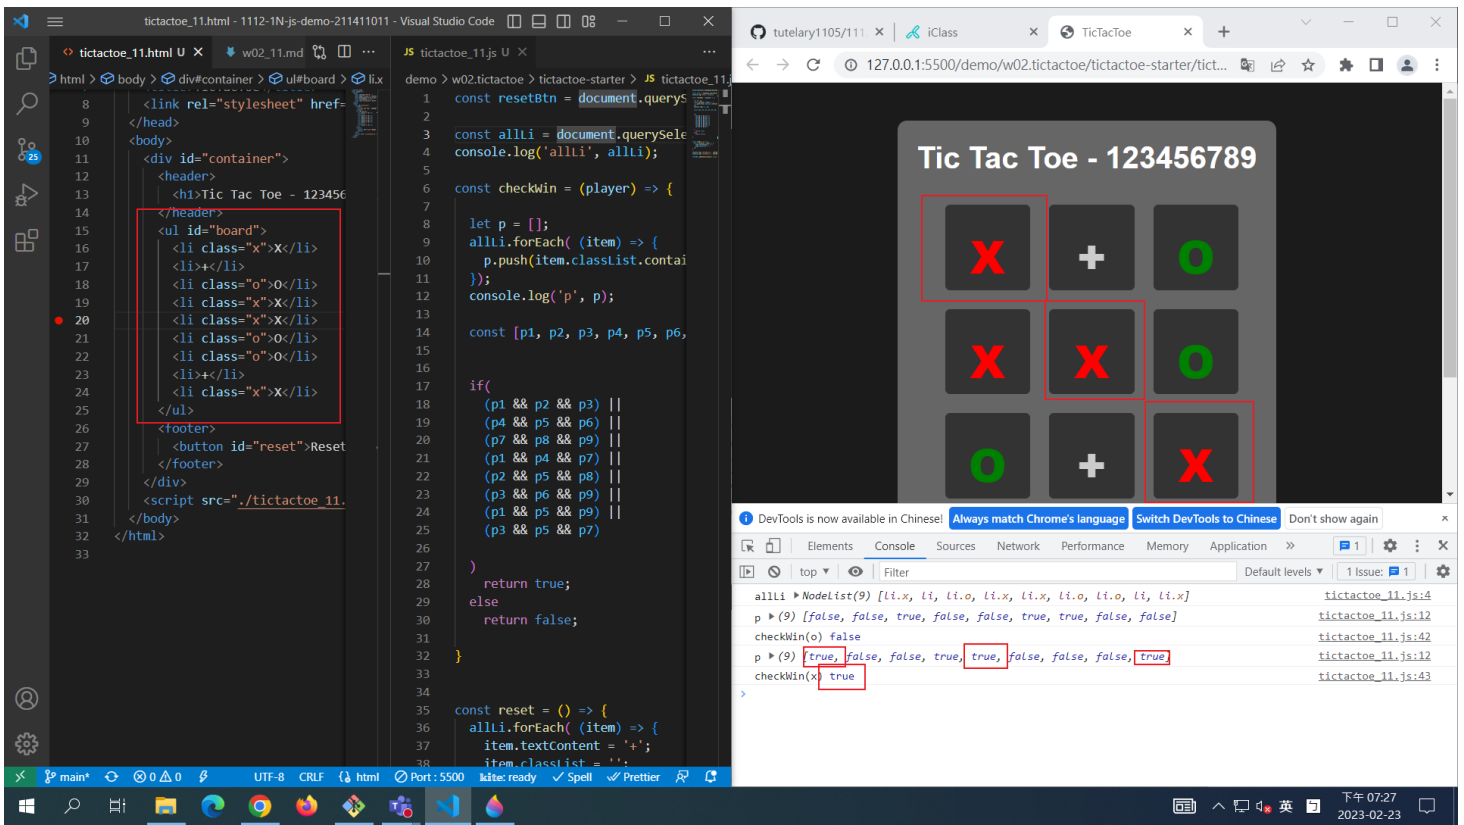 tictactoe_11.html - 1112-1N-js-demo-211411011 - Visual Studio Code
tictactoe_11.html U
w02_11.md
html > body > div#container > ul#board > li.x
8 <link rel="stylesheet" href=
9 </head>
10 <body>
11 <div id="container">
12 <header>
13 <h1>Tic Tac Toe - 123456
14 </header>
15 <ul id="board">
16 <li class="x">X</li>
17 <li>+</li>
18 <li class="o">O</li>
19 <li class="x">X</li>
20 <li class="x">X</li>
21 <li class="o">O</li>
22 <li class="o">O</li>
23 <li>+</li>
24 <li class="x">X</li>
25 </ul>
26 <footer>
27 <button id="reset">Reset
28 </footer>
29 </div>
30 <script src="./tictactoe_11.
31 </body>
32 </html>
33
25
JS tictactoe_11.js U
demo > w02.tictactoe > tictactoe-starter > JS tictactoe_11.j
1 const resetBtn = document.queryS
2
3 const allLi = document.querySele
4 console.log('allLi', allLi);
5
6 const checkWin = (player) => {
7
8 let p = [];
9 allLi.forEach( (item) => {
10 p.push(item.classList.contai
11 });
12 console.log('p', p);
13
14 const [p1, p2, p3, p4, p5, p6,
15
16
17 if(
18 (p1 && p2 && p3) ||
19 (p4 && p5 && p6) ||
20 (p7 && p8 && p9) ||
21 (p1 && p4 && p7) ||
22 (p2 && p5 && p8) ||
23 (p3 && p6 && p9) ||
24 (p1 && p5 && p9) ||
25 (p3 && p5 && p7)
26
27 )
28 return true;
29 else
30 return false;
31
32 }
33
34
35 const reset = () => {
36 allLi.forEach( (item) => {
37 item.textContent = '+';
38 item.classList = '';
main* 0 0 UTF-8 CRLF html Port : 5500 kite: ready Spell Prettier
tutelary1105/111
iClass
TicTacToe
127.0.0.1:5500/demo/w02.tictactoe/tictactoe-starter/tict...
Tic Tac Toe - 123456789
X + O
X X O
O + X
DevTools is now available in Chinese! Always match Chrome's language Switch DevTools to Chinese Don't show again
Elements Console Sources Network Performance Memory Application » 1
top Filter Default levels 1 Issue: 1
allLi NodeList(9) [li.x, li, li.o, li.x, li.x, li.o, li.o, li, li.x] tictactoe_11.js:4
p (9) [false, false, true, false, false, true, true, false, false] tictactoe_11.js:12
checkWin(o) false tictactoe_11.js:42
p (9) [true, false, false, true, true, false, false, false, true] tictactoe_11.js:12
checkWin(x) true tictactoe_11.js:43
英
下午 07:27
2023-02-23